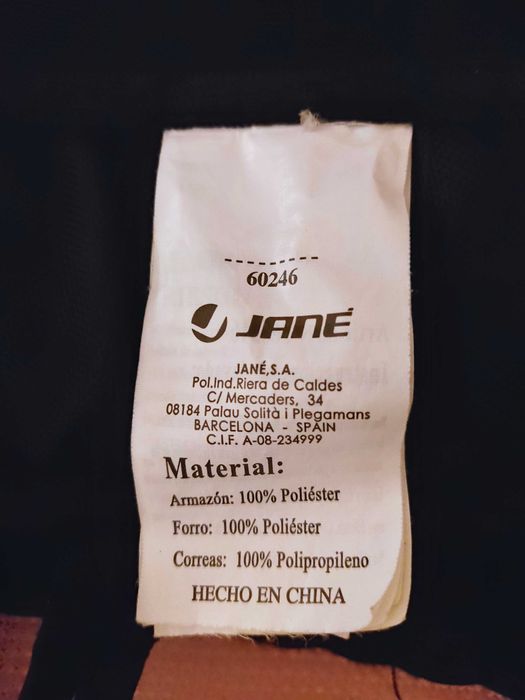 60246
JANÉ
JANÉ,S.A.
Pol.Ind.Riera de Caldes
C/ Mercaders, 34
08184 Palau Solità i Plegamans
BARCELONA - SPAIN
C.I.F. A-08-234999
Material:
Armazón: 100% Poliéster
Forro: 100% Poliéster
Correas: 100% Polipropileno
HECHO EN CHINA